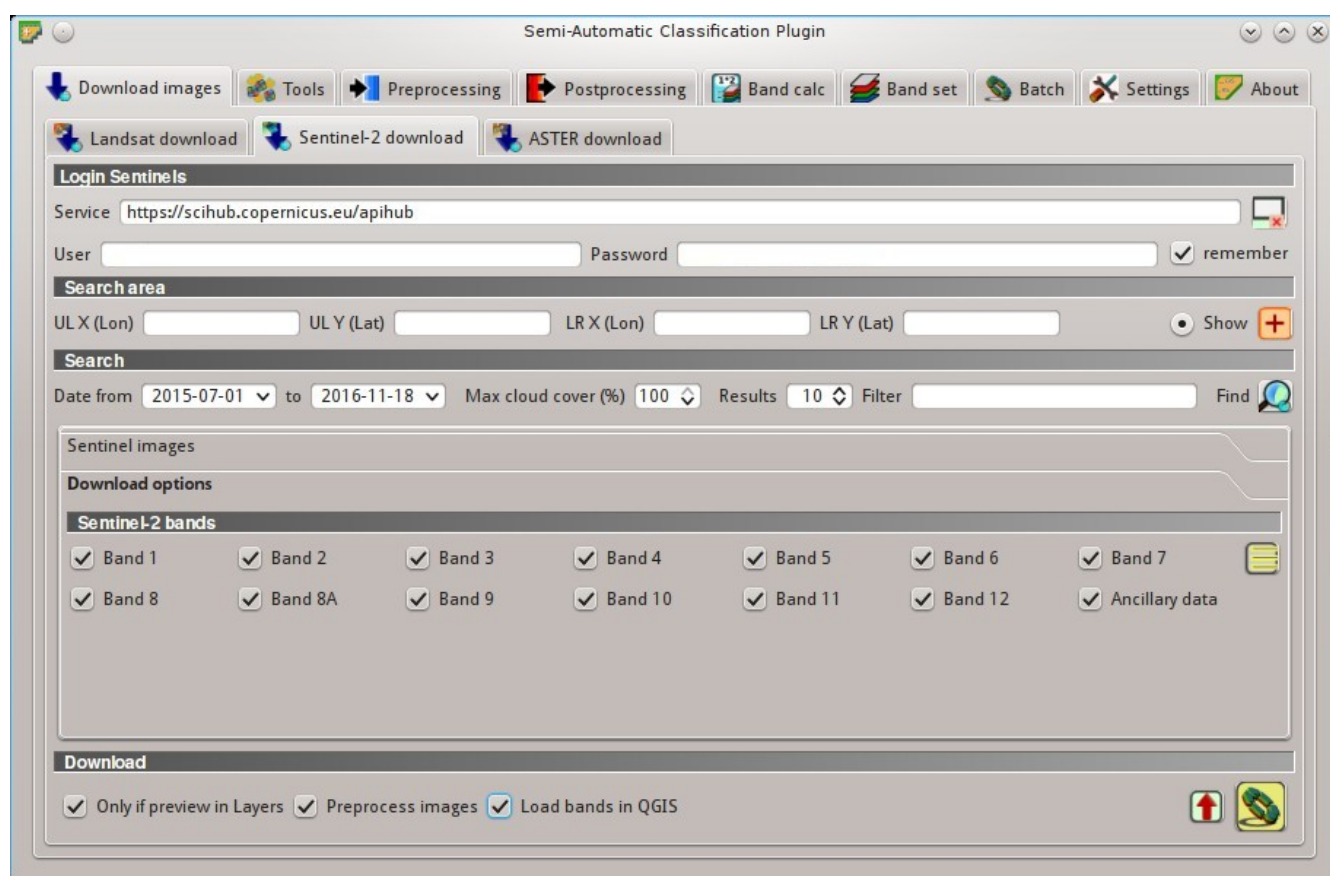 Semi-Automatic Classification Plugin
Download images Tools Preprocessing Postprocessing Band calc Band set Batch Settings About
Landsat download Sentinel-2 download ASTER download
Login Sentinels
Service https://scihub.copernicus.eu/apihub
User Password remember
Search area
UL X (Lon) UL Y (Lat) LR X (Lon) LR Y (Lat) Show
Search
Date from 2015-07-01 to 2016-11-18 Max cloud cover (%) 100 Results 10 Filter Find
Sentinel images
Download options
Sentinel-2 bands
Band 1 Band 2 Band 3 Band 4 Band 5 Band 6 Band 7
Band 8 Band 8A Band 9 Band 10 Band 11 Band 12 Ancillary data
Download
Only if preview in Layers Preprocess images Load bands in QGIS